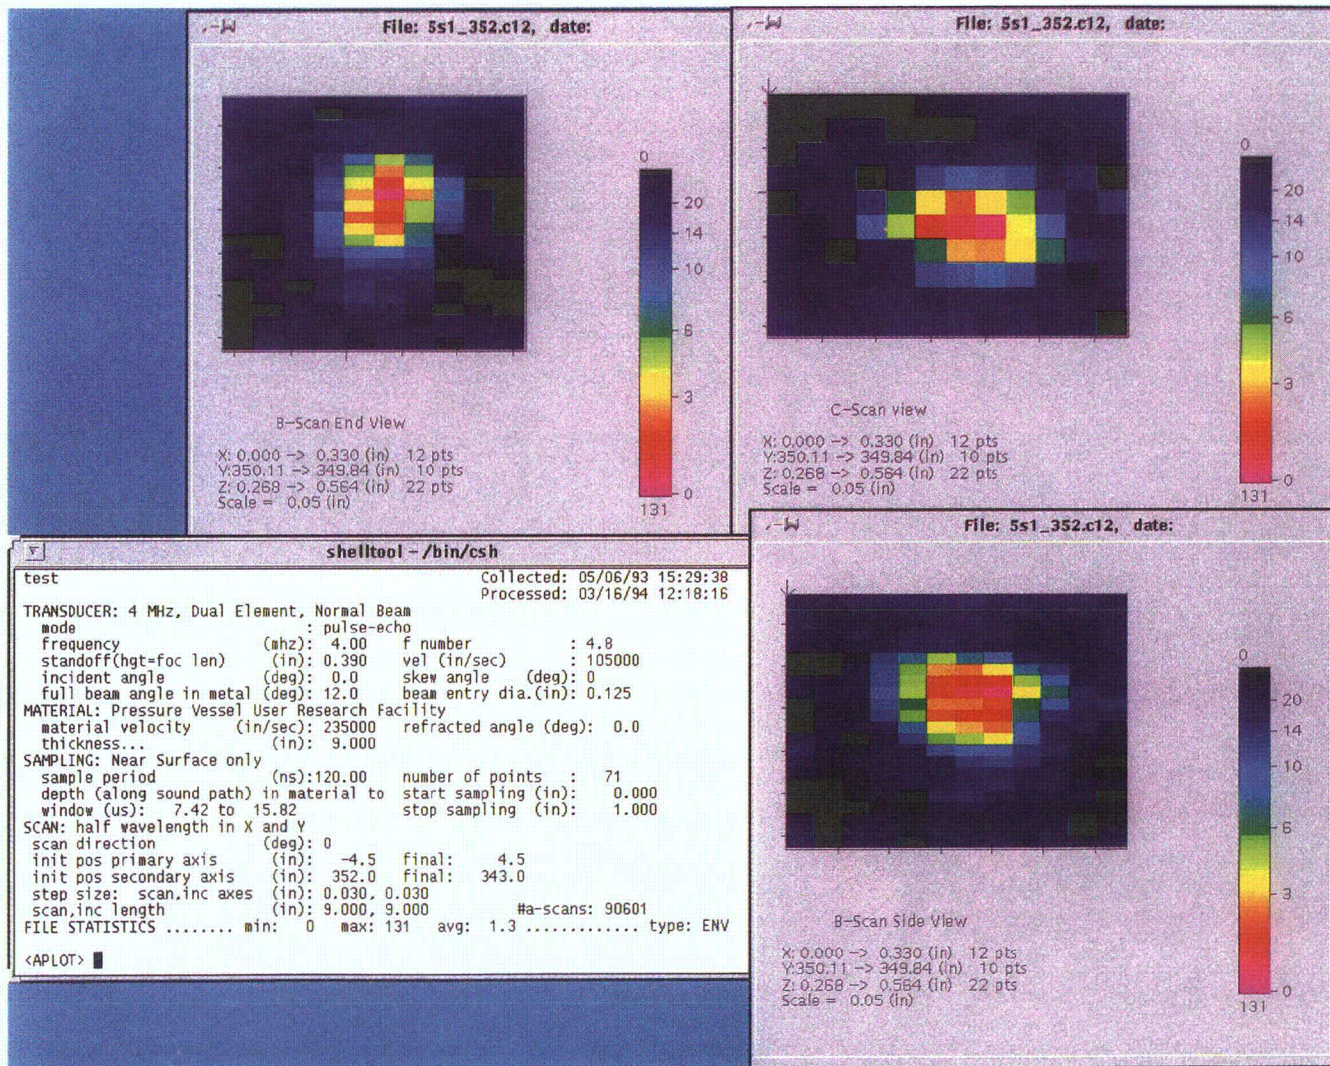 File: 5s1_352.c12, date:
0
20
14
10
6
3
0
131
B-Scan End View
X: 0.000 -> 0.330 (in) 12 pts
Y:350.11 -> 349.84 (in) 10 pts
Z: 0.268 -> 0.564 (in) 22 pts
Scale = 0.05 (in)
File: 5s1_352.c12, date:
0
20
14
10
6
3
0
131
C-Scan view
X: 0.000 -> 0.330 (in) 12 pts
Y:350.11 -> 349.84 (in) 10 pts
Z: 0.268 -> 0.564 (in) 22 pts
Scale = 0.05 (in)
shelltool - /bin/csh
test Collected: 05/06/93 15:29:38
Processed: 03/16/94 12:18:16
TRANSDUCER: 4 MHz, Dual Element, Normal Beam
mode : pulse-echo
frequency (mhz): 4.00 f number : 4.8
standoff(hgt=foc len) (in): 0.390 vel (in/sec) : 105000
incident angle (deg): 0.0 skew angle (deg): 0
full beam angle in metal (deg): 12.0 beam entry dia.(in): 0.125
MATERIAL: Pressure Vessel User Research Facility
material velocity (in/sec): 235000 refracted angle (deg): 0.0
thickness... (in): 9.000
SAMPLING: Near Surface only
sample period (ns):120.00 number of points : 71
depth (along sound path) in material to start sampling (in): 0.000
window (us): 7.42 to 15.82 stop sampling (in): 1.000
SCAN: half wavelength in X and Y
scan direction (deg): 0
init pos primary axis (in): -4.5 final: 4.5
init pos secondary axis (in): 352.0 final: 343.0
step size: scan,inc axes (in): 0.030, 0.030
scan,inc length (in): 9.000, 9.000 #a-scans: 90601
FILE STATISTICS ........ min: 0 max: 131 avg: 1.3 ............. type: ENV
<APLOT>
File: 5s1_352.c12, date:
0
20
14
10
6
3
0
131
B-Scan Side View
X: 0.000 -> 0.330 (in) 12 pts
Y:350.11 -> 349.84 (in) 10 pts
Z: 0.268 -> 0.564 (in) 22 pts
Scale = 0.05 (in)